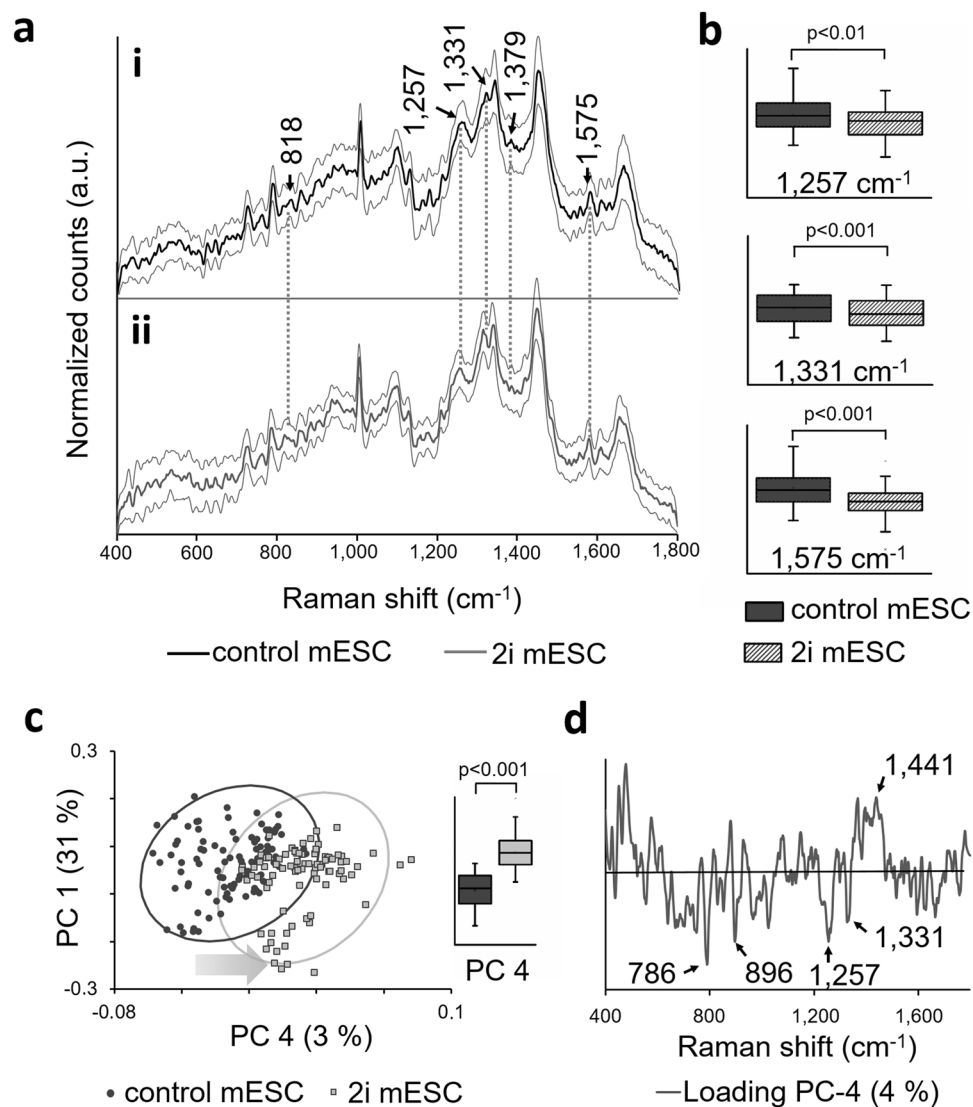 a
i
818
1,257
1,331
1,379
1,575
ii
Normalized counts (a.u.)
400
600
800
1,000
1,200
1,400
1,600
1,800
Raman shift (cm-1)
control mESC
2i mESC
b
p<0.01
1,257 cm-1
p<0.001
1,331 cm-1
p<0.001
1,575 cm-1
control mESC
2i mESC
c
0.3
PC 1 (31 %)
-0.3
-0.08
0.1
PC 4 (3 %)
p<0.001
PC 4
control mESC
2i mESC
d
1,441
1,331
786
896
1,257
400
800
1,200
1,600
Raman shift (cm-1)
Loading PC-4 (4 %)